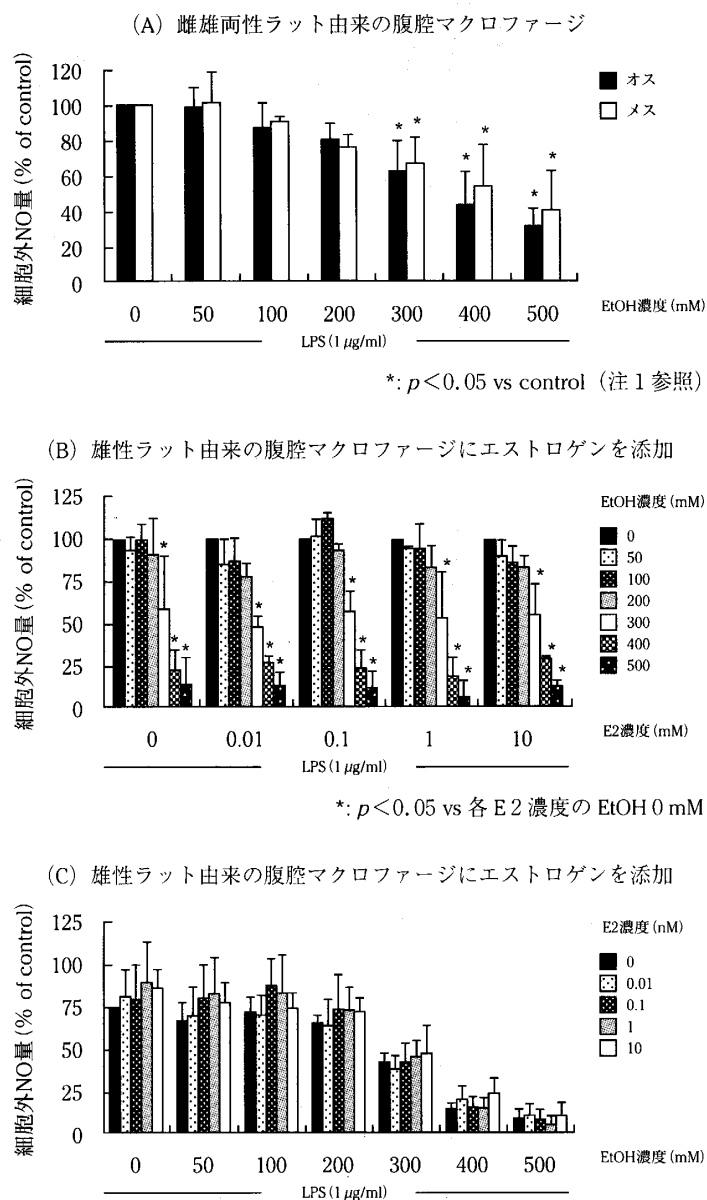 (A) 雌雄両性ラット由来の腹腔マクロファージ
細胞外NO量(% of control)
120
100
80
60
40
20
0
* * * * * *
オス
メス
0 50 100 200 300 400 500
EtOH濃度(mM)
LPS(1μg/ml)
*: p<0.05 vs control (注1参照)
(B) 雄性ラット由来の腹腔マクロファージにエストロゲンを添加
細胞外NO量(% of control)
125
100
75
50
25
0
* * * * * * * * * * * * * * *
EtOH濃度(mM)
0
50
100
200
300
400
500
0 0.01 0.1 1 10
E2濃度(mM)
LPS(1μg/ml)
*: p<0.05 vs 各E2濃度のEtOH 0 mM
(C) 雄性ラット由来の腹腔マクロファージにエストロゲンを添加
細胞外NO量(% of control)
125
100
75
50
25
0
E2濃度(nM)
0
0.01
0.1
1
10
0 50 100 200 300 400 500
EtOH濃度(mM)
LPS(1μg/ml)